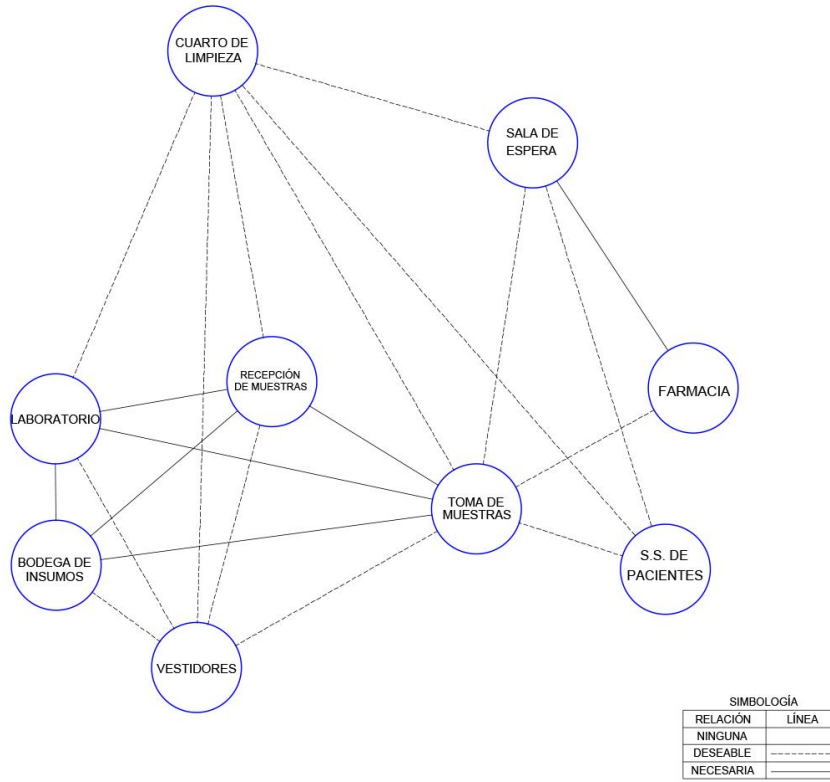 CUARTO DE
LIMPIEZA
SALA DE
ESPERA
RECEPCIÓN
DE MUESTRAS
FARMACIA
LABORATORIO
TOMA DE
MUESTRAS
BODEGA DE
INSUMOS
S.S. DE
PACIENTES
VESTIDORES
SIMBOLOGÍA
RELACIÓN LÍNEA
NINGUNA
DESEABLE
NECESARIA